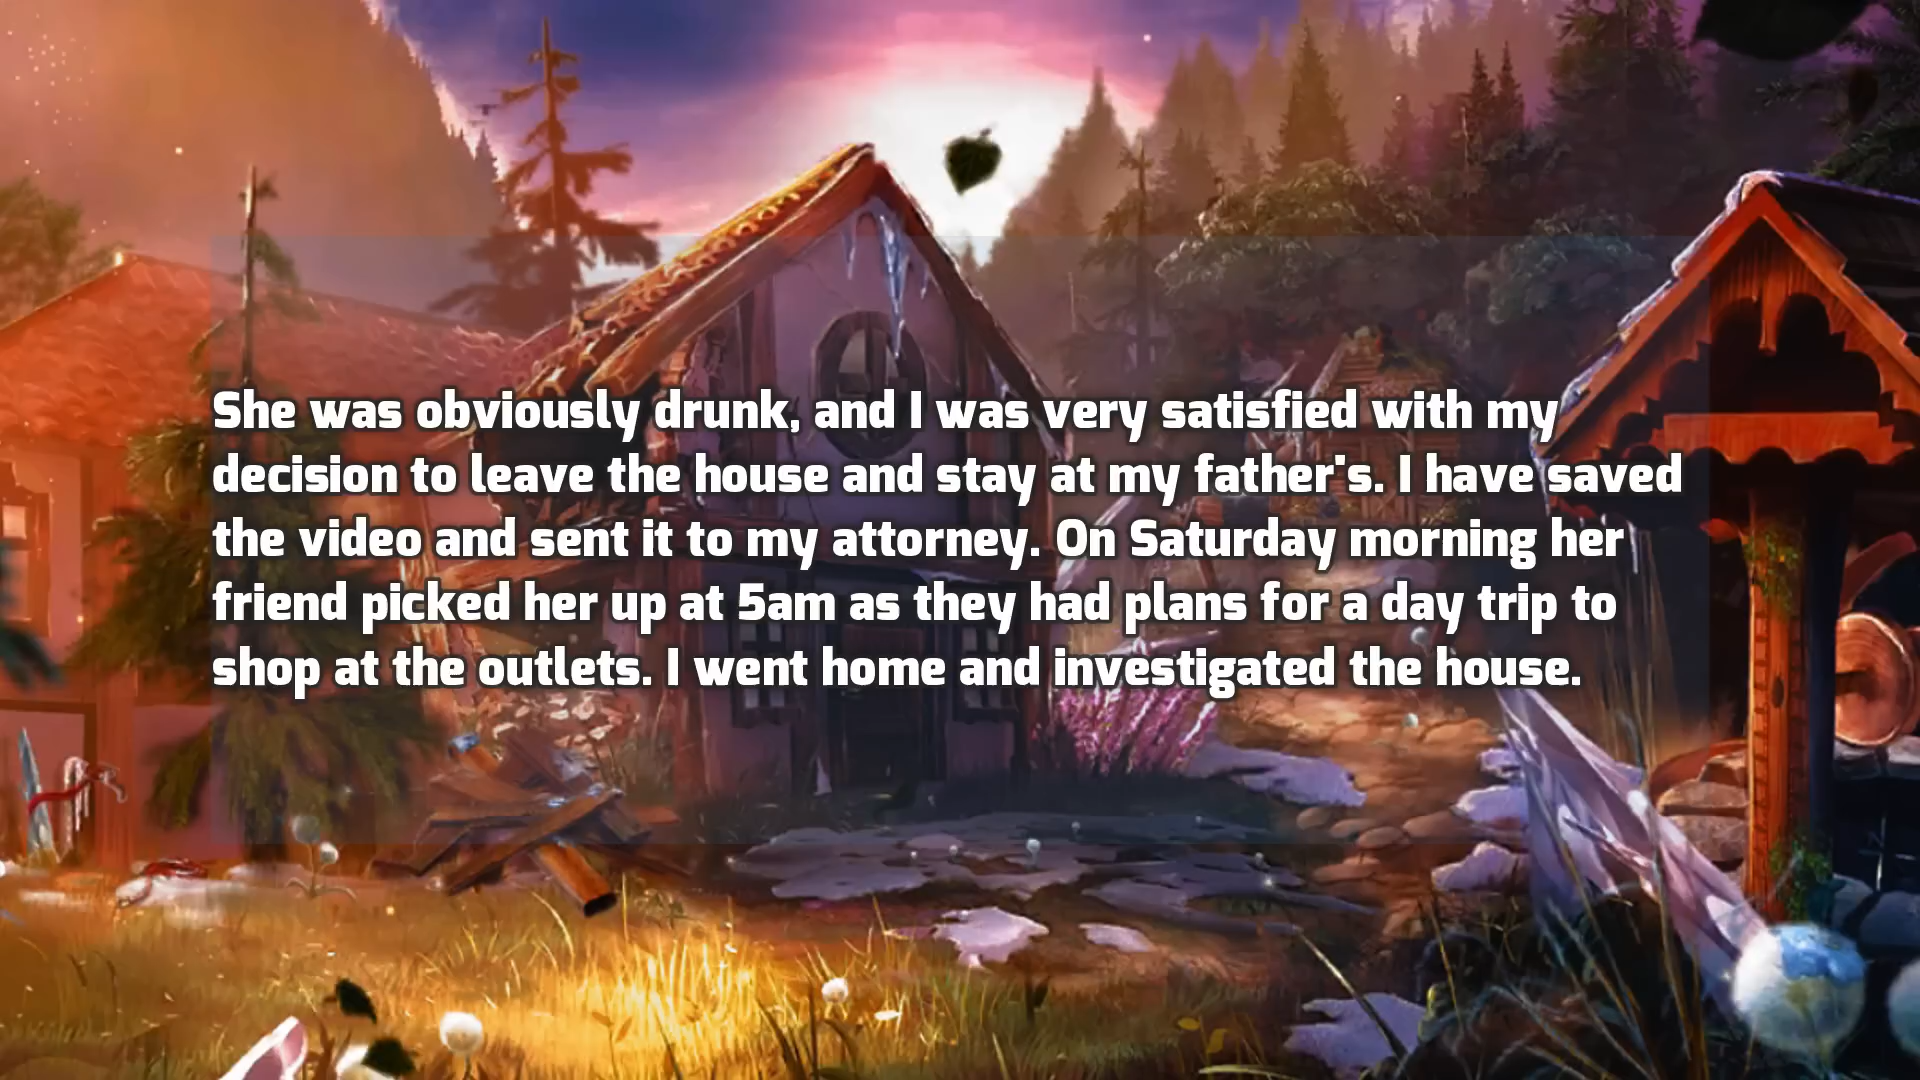 She was obviously drunk, and I was very satisfied with my
decision to leave the house and stay at my father's. I have saved
the video and sent it to my attorney. On Saturday morning her
friend picked her up at 5am as they had plans for a day trip to
shop at the outlets. I went home and investigated the house.